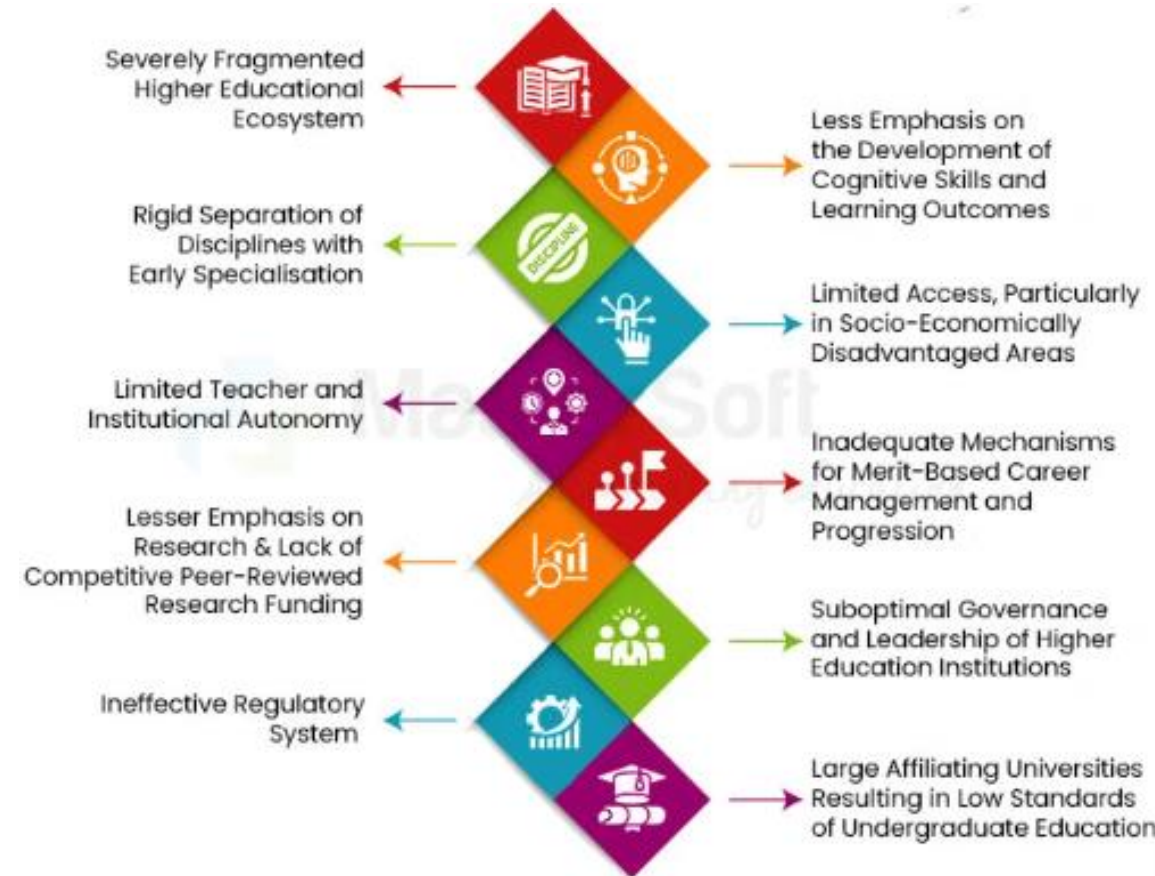 Severely Fragmented
Higher Educational
Ecosystem
Less Emphasis on
the Development of
Cognitive Skills and
Learning Outcomes
Rigid Separation of
Disciplines with
Early Specialisation
DISCIPLINE
Limited Access, Particularly
in Socio-Economically
Disadvantaged Areas
Limited Teacher and
Institutional Autonomy
Soft
Inadequate Mechanisms
for Merit-Based Career
Management and
Progression
Lesser Emphasis on
Research & Lack of
Competitive Peer-Reviewed
Research Funding
Suboptimal Governance
and Leadership of Higher
Education Institutions
Ineffective Regulatory
System
Large Affiliating Universities
Resulting in Low Standards
of Undergraduate Education